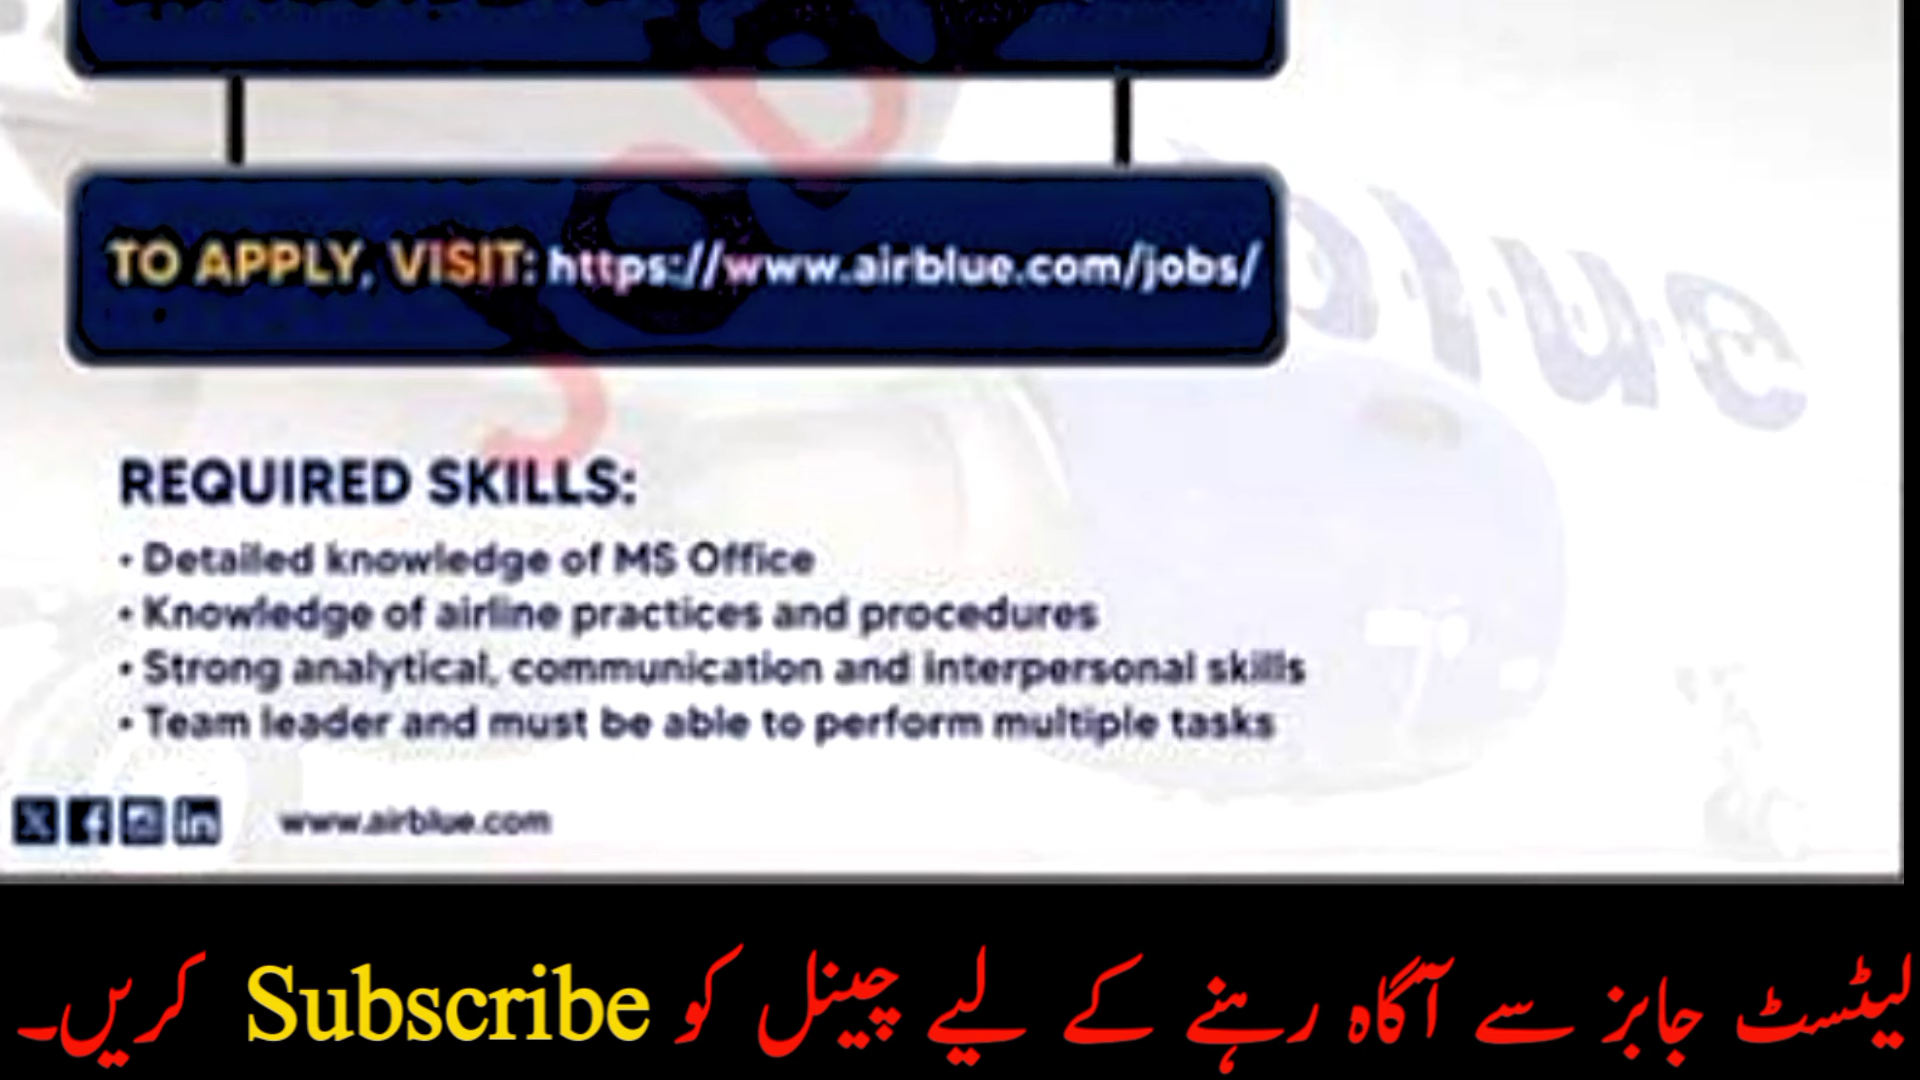 TO APPLY, VISIT: https://www.airblue.com/jobs/
REQUIRED SKILLS:
• Detailed knowledge of MS Office
• Knowledge of airline practices and procedures
• Strong analytical, communication and interpersonal skills
• Team leader and must be able to perform multiple tasks
www.airblue.com
لیٹسٹ جابز سے آگاہ رہنے کے لیے چینل کو Subscribe کریں۔